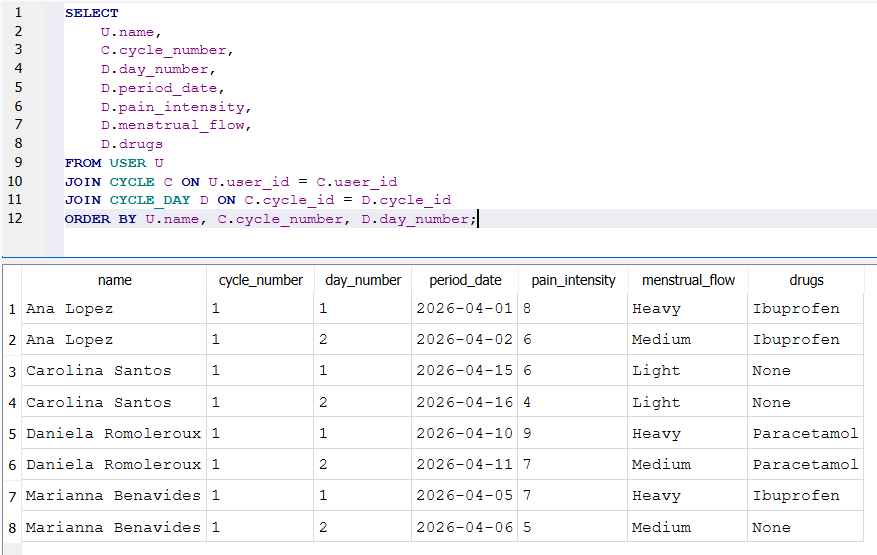 1 SELECT
2 U.name,
3 C.cycle_number,
4 D.day_number,
5 D.period_date,
6 D.pain_intensity,
7 D.menstrual_flow,
8 D.drugs
9 FROM USER U
10 JOIN CYCLE C ON U.user_id = C.user_id
11 JOIN CYCLE_DAY D ON C.cycle_id = D.cycle_id
12 ORDER BY U.name, C.cycle_number, D.day_number;
name cycle_number day_number period_date pain_intensity menstrual_flow drugs
1 Ana Lopez 1 1 2026-04-01 8 Heavy Ibuprofen
2 Ana Lopez 1 2 2026-04-02 6 Medium Ibuprofen
3 Carolina Santos 1 1 2026-04-15 6 Light None
4 Carolina Santos 1 2 2026-04-16 4 Light None
5 Daniela Romoleroux 1 1 2026-04-10 9 Heavy Paracetamol
6 Daniela Romoleroux 1 2 2026-04-11 7 Medium Paracetamol
7 Marianna Benavides 1 1 2026-04-05 7 Heavy Ibuprofen
8 Marianna Benavides 1 2 2026-04-06 5 Medium None